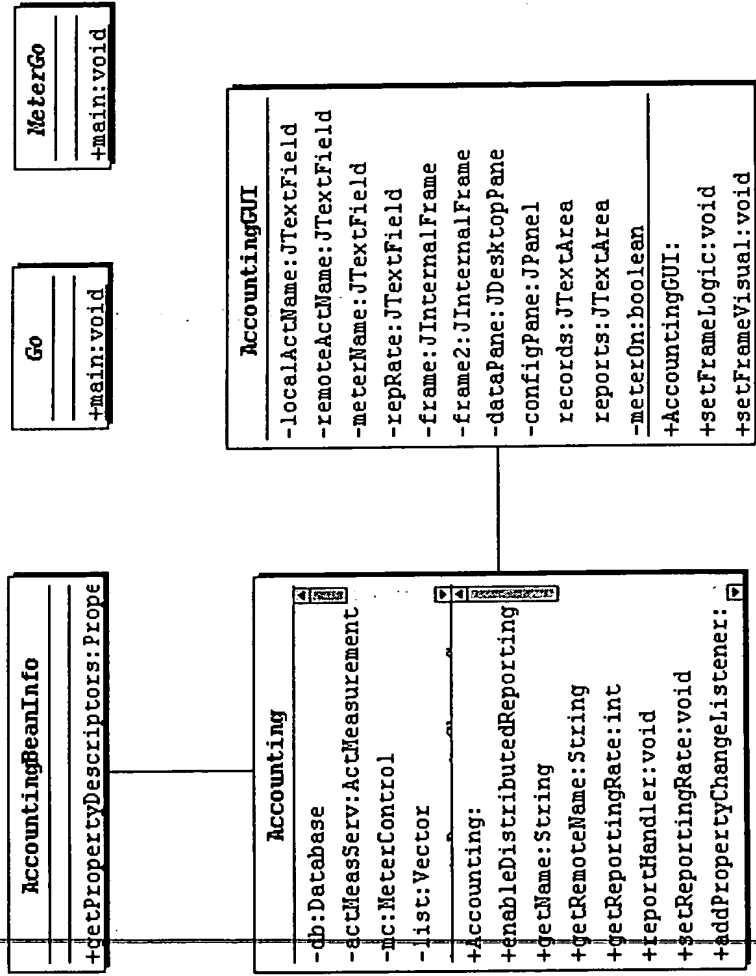 AccountingBeanInfo
+getPropertyDescriptors:Prope
Go
+main:void
MeterGo
+main:void
Accounting
-db:Database
-actMeasServ:ActMeasurement
-mc:MeterControl
-list:Vector
+Accounting:
+enableDistributedReporting
+getName:String
+getRemoteName:String
+getReportingRate:int
+reportHandler:void
+setReportingRate:void
+addPropertyChangeListener:
AccountingGUI
-localActName:JTextField
-remoteActName:JTextField
-meterName:JTextField
-repRate:JTextField
-frame:JInternalFrame
-frame2:JInternalFrame
-dataPane:JDesktopPane
-configPane:JPanel
records:JTextArea
reports:JTextArea
-meterOn:boolean
+AccountingGUI:
+setFrameLogic:void
+setFrameVisual:void